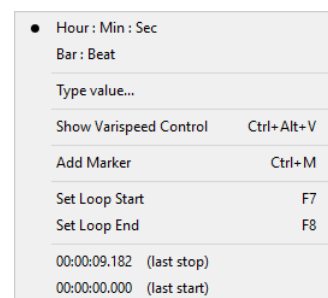 Hour : Min : Sec
Bar : Beat
Type value...
Show Varispeed Control Ctrl+Alt+V
Add Marker Ctrl+M
Set Loop Start F7
Set Loop End F8
00:00:09.182 (last stop)
00:00:00.000 (last start)